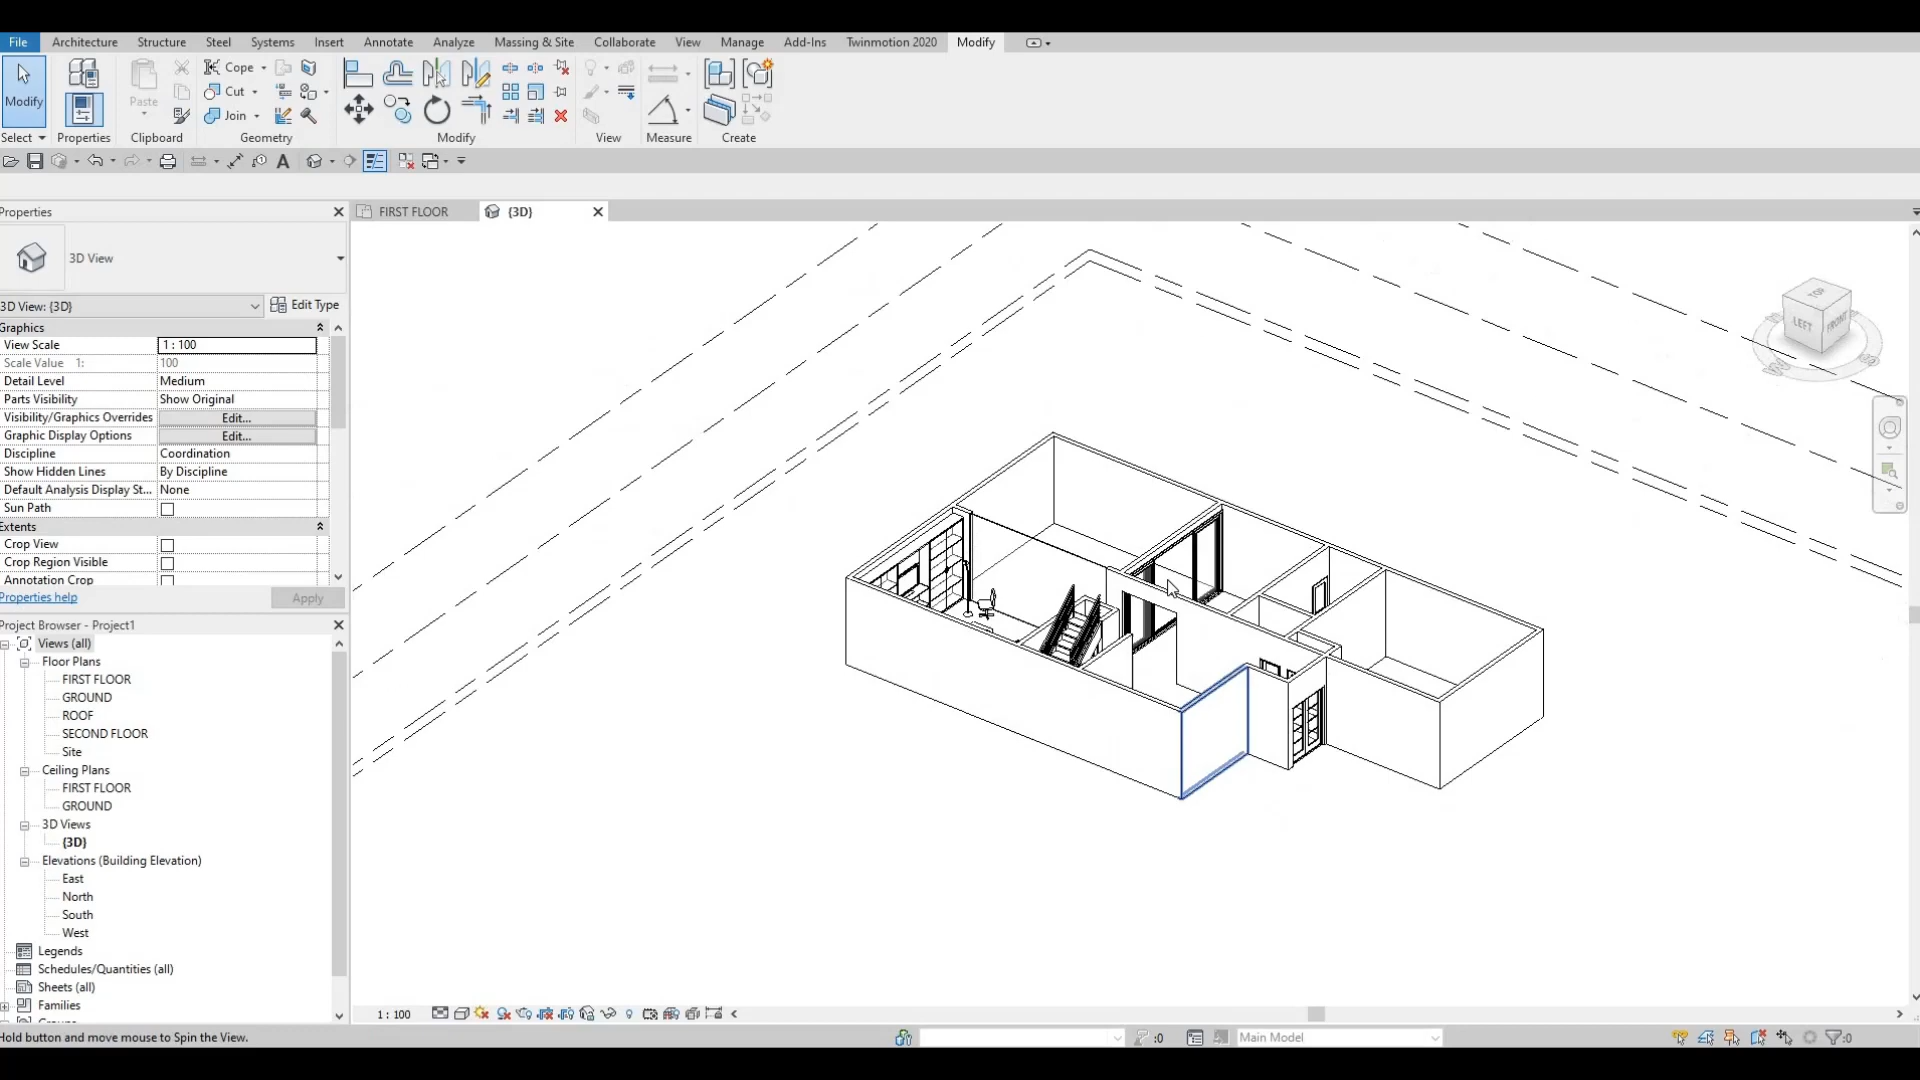 File Architecture Structure Steel Systems Insert Annotate Analyze Massing & Site Collaborate View Manage Add-Ins Twinmotion 2020 Modify
Modify
Paste
Cope
Cut
Join
Select Properties Clipboard Geometry Modify View Measure Create
A
Properties
FIRST FLOOR
{3D}
3D View
3D View: {3D}
Edit Type
Graphics
View Scale 1 : 100
Scale Value 1: 100
Detail Level Medium
Parts Visibility Show Original
Visibility/Graphics Overrides Edit...
Graphic Display Options Edit...
Discipline Coordination
Show Hidden Lines By Discipline
Default Analysis Display St... None
Sun Path
Extents
Crop View
Crop Region Visible
Annotation Crop
Properties help
Apply
Project Browser - Project1
Views (all)
Floor Plans
FIRST FLOOR
GROUND
ROOF
SECOND FLOOR
Site
Ceiling Plans
FIRST FLOOR
GROUND
3D Views
{3D}
Elevations (Building Elevation)
East
North
South
West
Legends
Schedules/Quantities (all)
Sheets (all)
Families
TOP
LEFT
FRONT
W
S
1 : 100
Hold button and move mouse to Spin the View.
:0
Main Model
:0